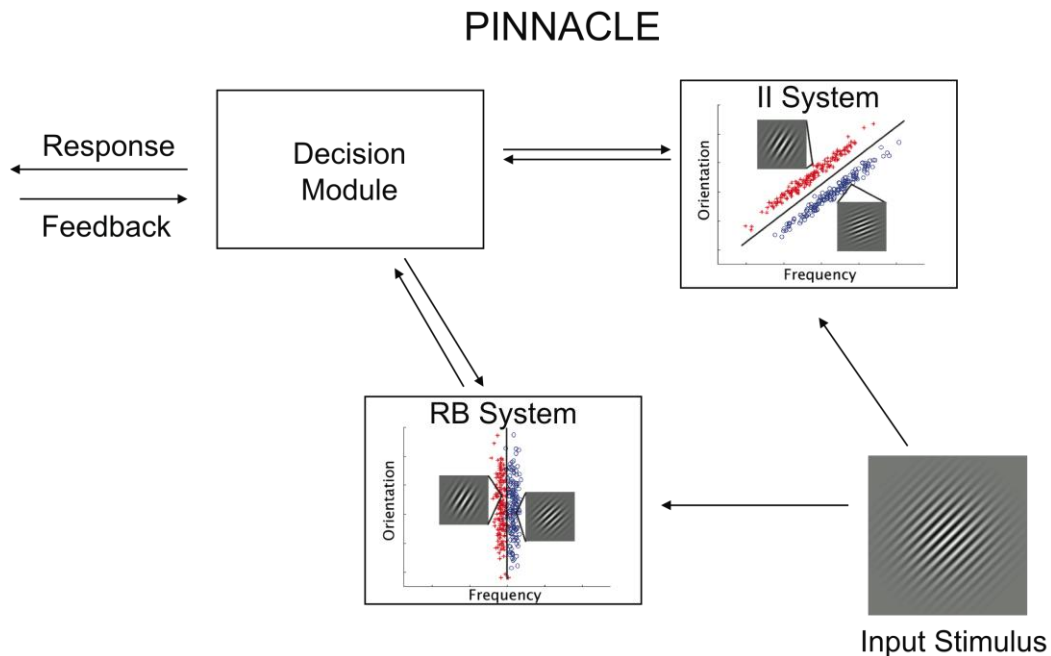 PINNACLE
Response
Feedback
Decision
Module
II System
Orientation
Frequency
RB System
Orientation
Frequency
Input Stimulus